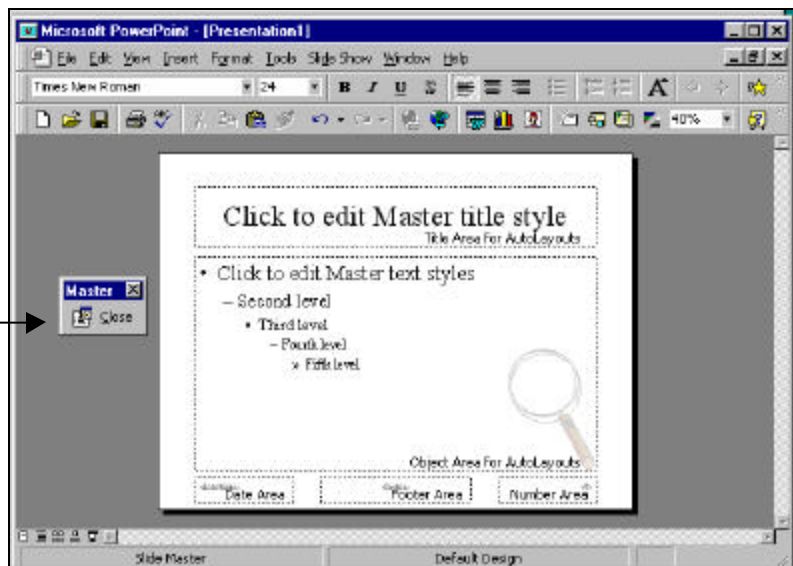 Microsoft PowerPoint - [Presentation1]
File Edit View Insert Format Tools Slide Show Window Help
Times New Roman 24 B I U S A
40%
Click to edit Master title style
Title Area for AutoLayouts
• Click to edit Master text styles
– Second level
• Third level
– Fourth level
» Fifth level
Object Area for AutoLayouts
Master
Close
Date Area
Footer Area
Number Area
Slide Master
Default Design